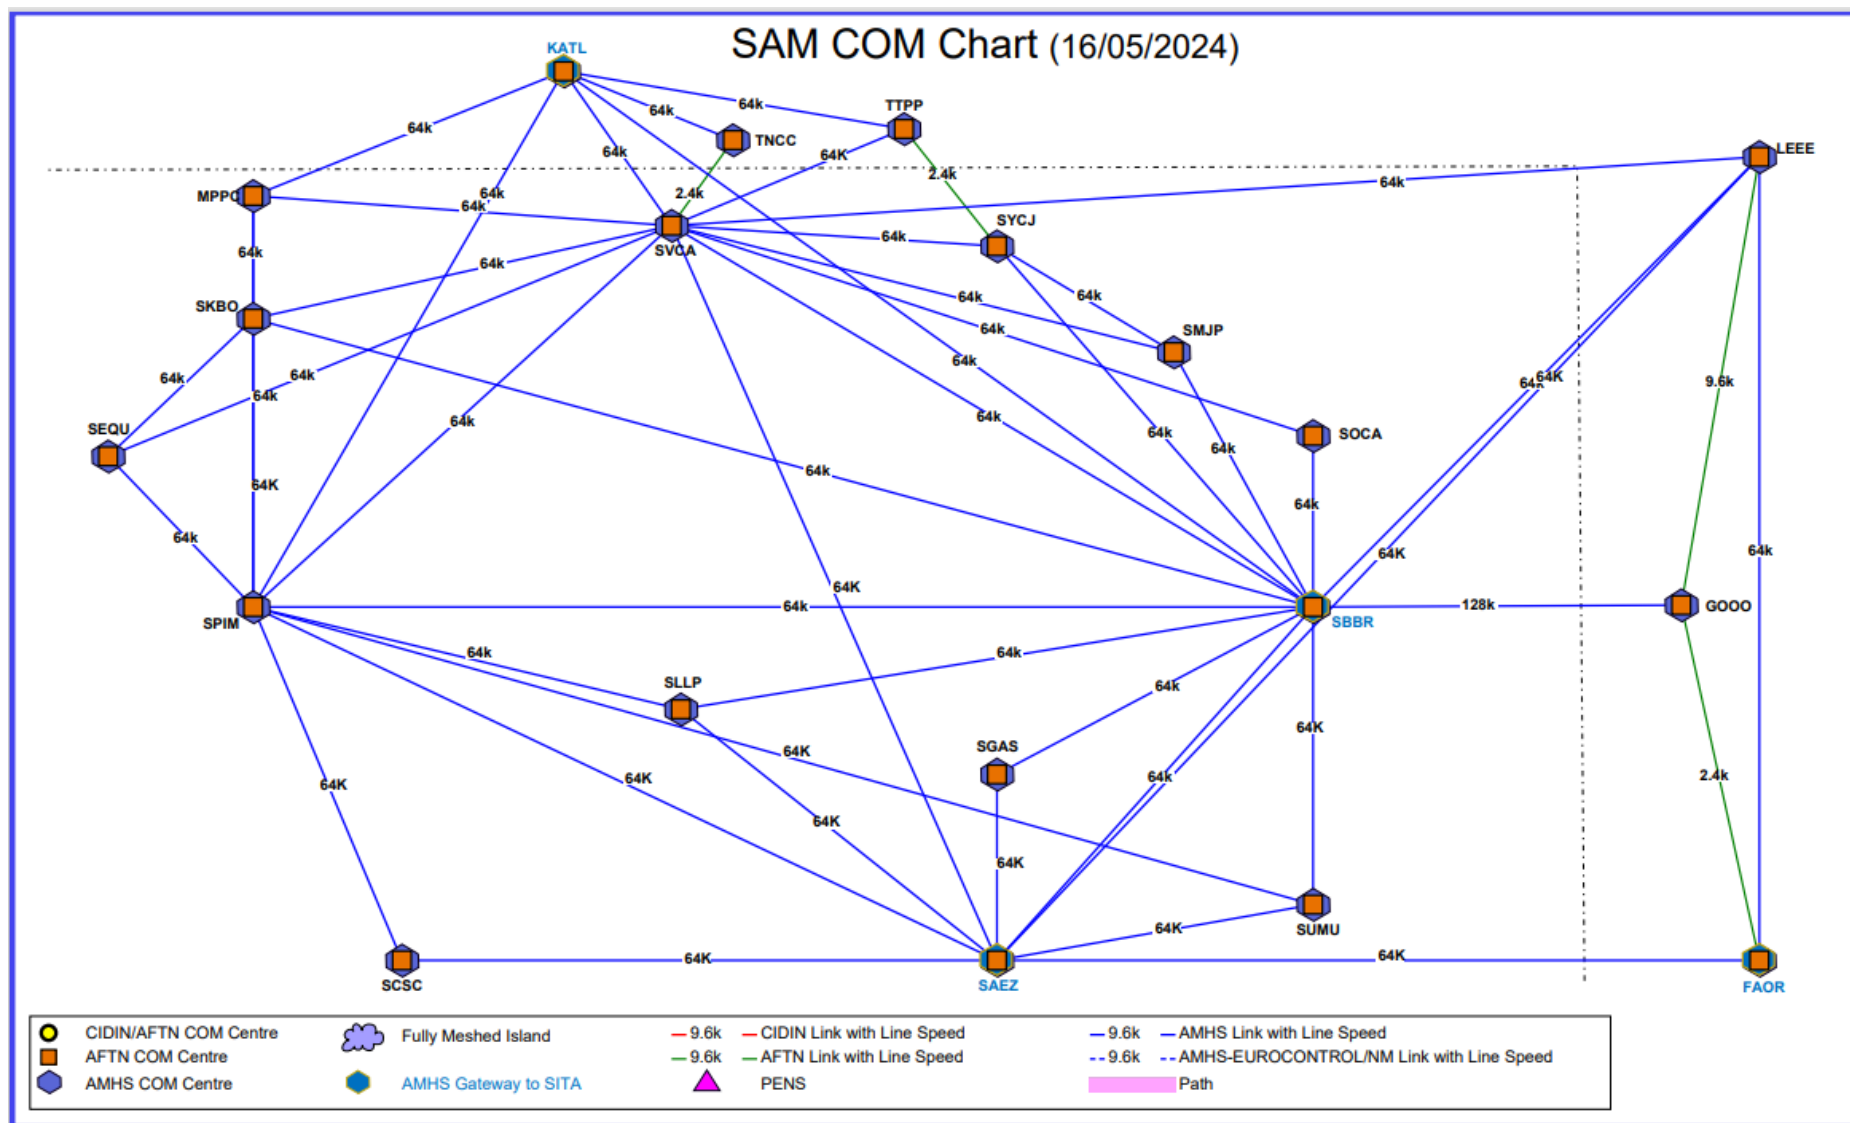 SAM COM Chart (16/05/2024)
KATL
64k
TTPP
64k
64k
TNCC
LEEE
64k
64k
64K
2.4k
64k
MPPC
64k
64k
2.4k
SYCJ
64k
SVCA
64k
64k
64k
SKBO
64k
64k
SMJP
64k
64k
64k
64k
64k
64K
9.6k
64k
SEQU
64k
64k
64k
SOCA
64k
64k
64K
64k
64k
64K
64k
64K
64k
128k
GOOO
SPIM
SBBR
64k
64k
SLLP
64k
64K
SGAS
64K
64K
64K
64k
2.4k
64K
64K
64K
SUMU
64K
64K
SCSC
SAEZ
FAOR
CIDIN/AFTN COM Centre
Fully Meshed Island
9.6k
CIDIN Link with Line Speed
9.6k
AMHS Link with Line Speed
AFTN COM Centre
9.6k
AFTN Link with Line Speed
9.6k
AMHS-EUROCONTROL/NM Link with Line Speed
AMHS COM Centre
AMHS Gateway to SITA
PENS
Path